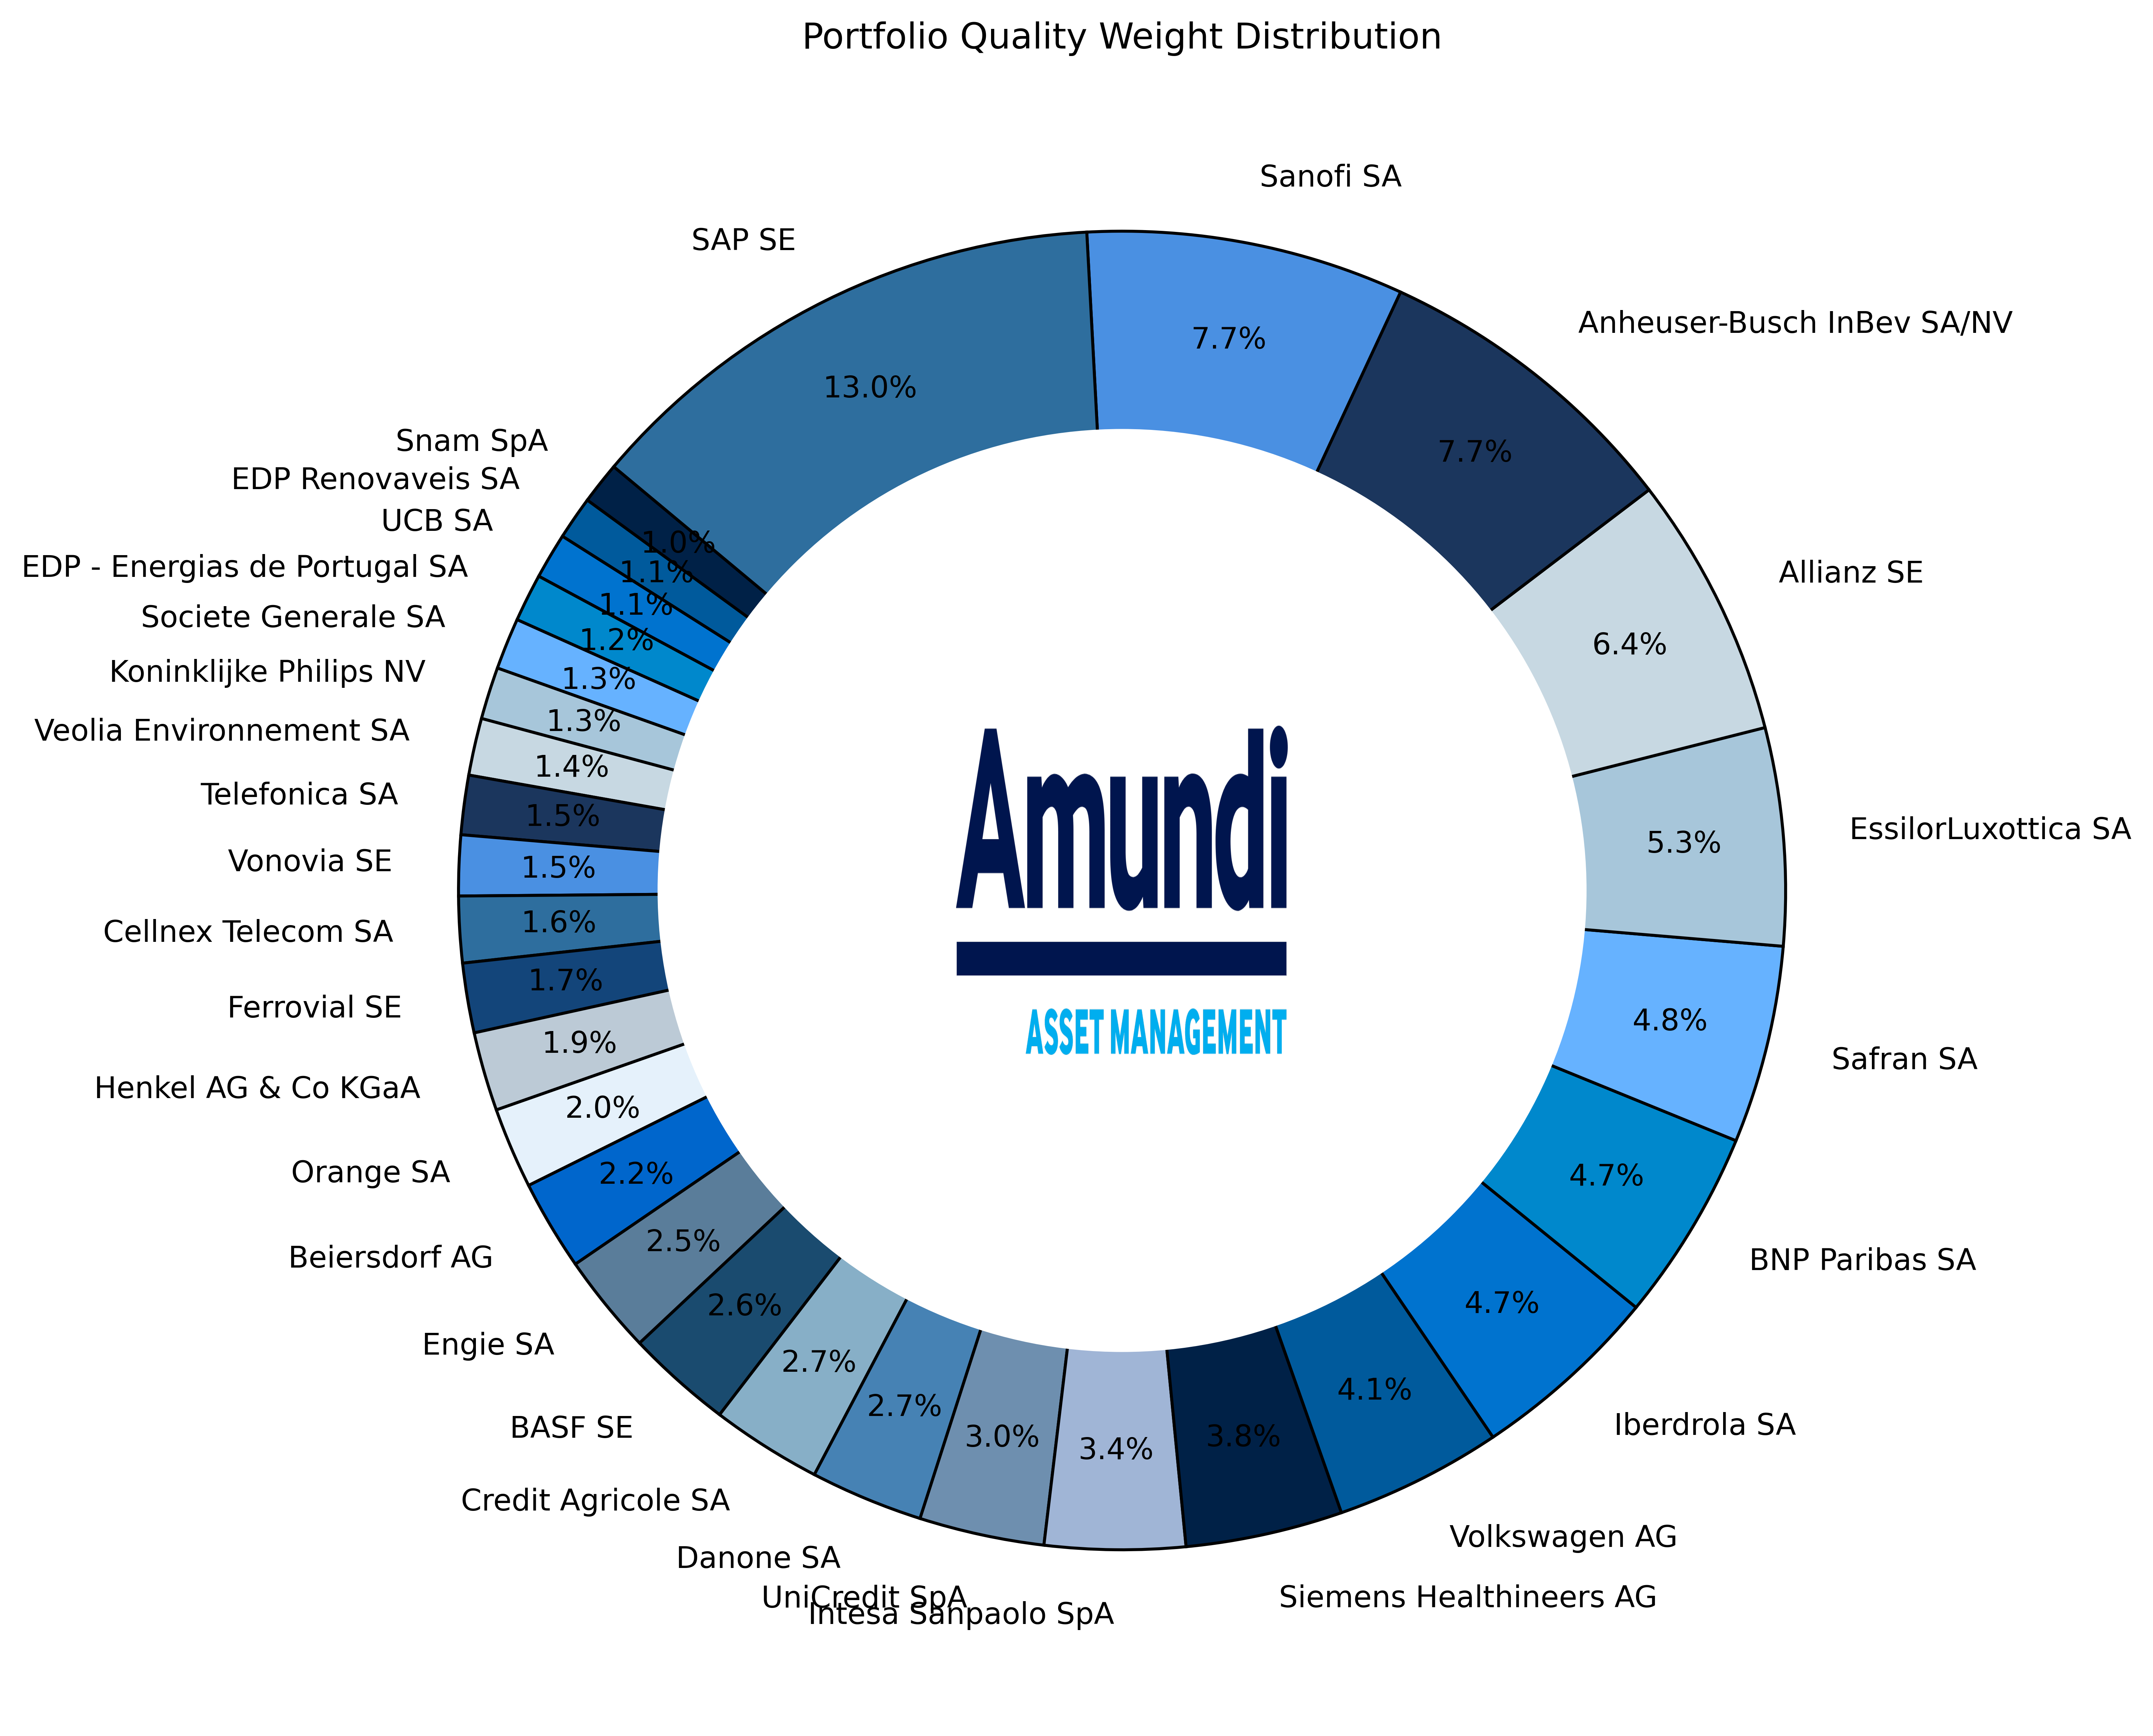 Portfolio Quality Weight Distribution
Sanofi SA
7.7%
Anheuser-Busch InBev SA/NV
7.7%
Allianz SE
6.4%
EssilorLuxottica SA
5.3%
Safran SA
4.8%
BNP Paribas SA
4.7%
Iberdrola SA
4.7%
Volkswagen AG
4.1%
Siemens Healthineers AG
3.8%
Intesa Sanpaolo SpA
3.4%
UniCredit SpA
3.0%
Danone SA
2.7%
Credit Agricole SA
2.7%
BASF SE
2.6%
Engie SA
2.5%
Beiersdorf AG
2.2%
Orange SA
2.0%
Henkel AG & Co KGaA
1.9%
Ferrovial SE
1.7%
Cellnex Telecom SA
1.6%
Vonovia SE
1.5%
Telefonica SA
1.5%
Veolia Environnement SA
1.4%
Koninklijke Philips NV
1.3%
Societe Generale SA
1.3%
EDP - Energias de Portugal SA
1.2%
UCB SA
1.1%
EDP Renovaveis SA
1.1%
Snam SpA
1.0%
SAP SE
13.0%
Amundi
ASSET MANAGEMENT